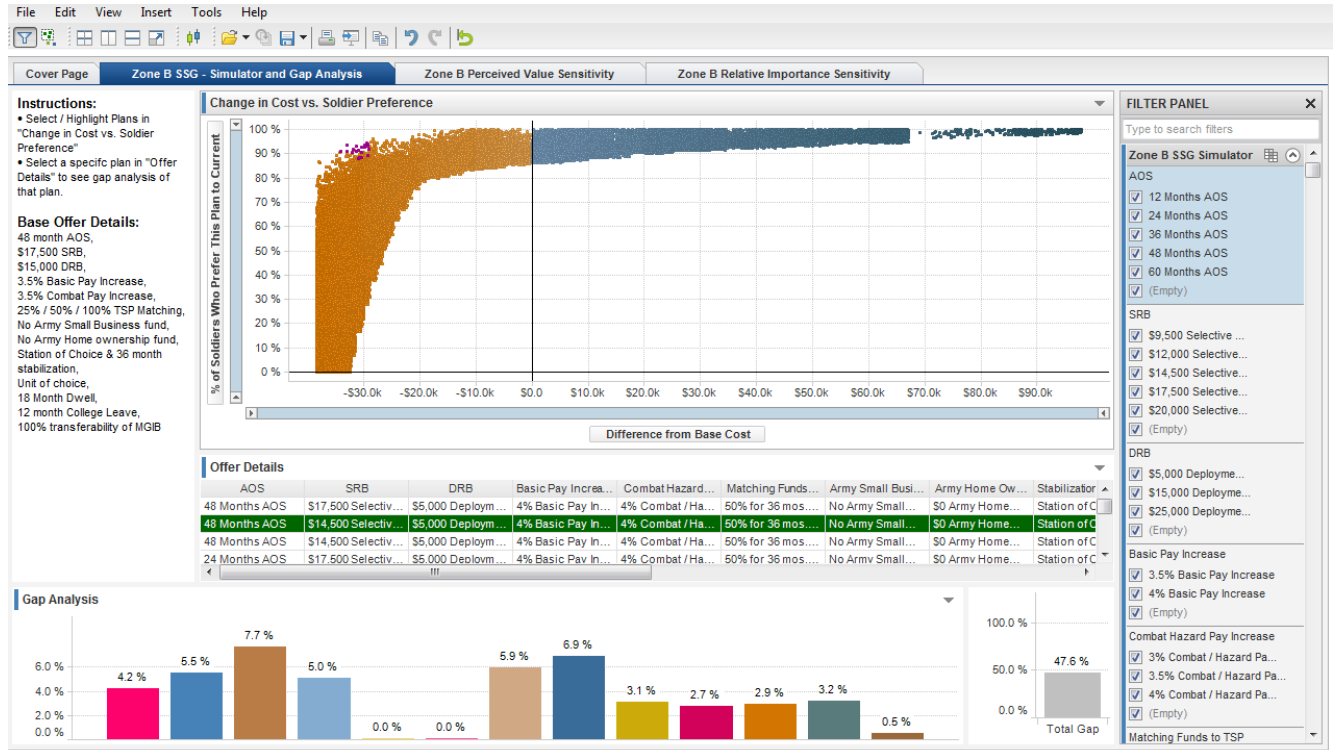 File Edit View Insert Tools Help
Cover Page Zone B SSG - Simulator and Gap Analysis Zone B Perceived Value Sensitivity Zone B Relative Importance Sensitivity
Instructions:
• Select / Highlight Plans in
"Change in Cost vs. Soldier
Preference"
• Select a specifc plan in "Offer
Details" to see gap analysis of
that plan.
Base Offer Details:
48 month AOS,
$17,500 SRB,
$15,000 DRB,
3.5% Basic Pay Increase,
3.5% Combat Pay Increase,
25% / 50% / 100% TSP Matching,
No Army Small Business fund,
No Army Home ownership fund,
Station of Choice & 36 month
stabilization,
Unit of choice,
18 Month Dwell,
12 month College Leave,
100% transferability of MGIB
Change in Cost vs. Soldier Preference
% of Soldiers Who Prefer This Plan to Current
100 %
90 %
80 %
70 %
60 %
50 %
40 %
30 %
20 %
10 %
0 %
-$30.0k -$20.0k -$10.0k $0.0 $10.0k $20.0k $30.0k $40.0k $50.0k $60.0k $70.0k $80.0k $90.0k
Difference from Base Cost
Offer Details
AOS SRB DRB Basic Pay Increa... Combat Hazard... Matching Funds... Army Small Busi... Army Home Ow... Stabilization
48 Months AOS $17,500 Selectiv... $5,000 Deploym... 4% Basic Pay In... 4% Combat / Ha... 50% for 36 mos.... No Army Small... $0 Army Home... Station of C
48 Months AOS $14,500 Selectiv... $5,000 Deploym... 4% Basic Pay In... 4% Combat / Ha... 50% for 36 mos.... No Army Small... $0 Army Home... Station of C
48 Months AOS $14,500 Selectiv... $5,000 Deploym... 4% Basic Pay In... 4% Combat / Ha... 50% for 36 mos.... No Army Small... $0 Army Home... Station of C
24 Months AOS $17,500 Selectiv... $5,000 Deploym... 4% Basic Pay In... 4% Combat / Ha... 50% for 36 mos.... No Army Small... $0 Army Home... Station of C
Gap Analysis
6.0 %
4.0 %
2.0 %
0.0 %
4.2 % 5.5 % 7.7 % 5.0 % 0.0 % 0.0 % 5.9 % 6.9 % 3.1 % 2.7 % 2.9 % 3.2 % 0.5 %
100.0 %
50.0 %
0.0 %
47.6 %
Total Gap
FILTER PANEL
Type to search filters
Zone B SSG Simulator
AOS
12 Months AOS
24 Months AOS
36 Months AOS
48 Months AOS
60 Months AOS
(Empty)
SRB
$9,500 Selective ...
$12,000 Selective...
$14,500 Selective...
$17,500 Selective...
$20,000 Selective...
(Empty)
DRB
$5,000 Deployme...
$15,000 Deployme...
$25,000 Deployme...
(Empty)
Basic Pay Increase
3.5% Basic Pay Increase
4% Basic Pay Increase
(Empty)
Combat Hazard Pay Increase
3% Combat / Hazard Pa...
3.5% Combat / Hazard Pa...
4% Combat / Hazard Pa...
(Empty)
Matching Funds to TSP